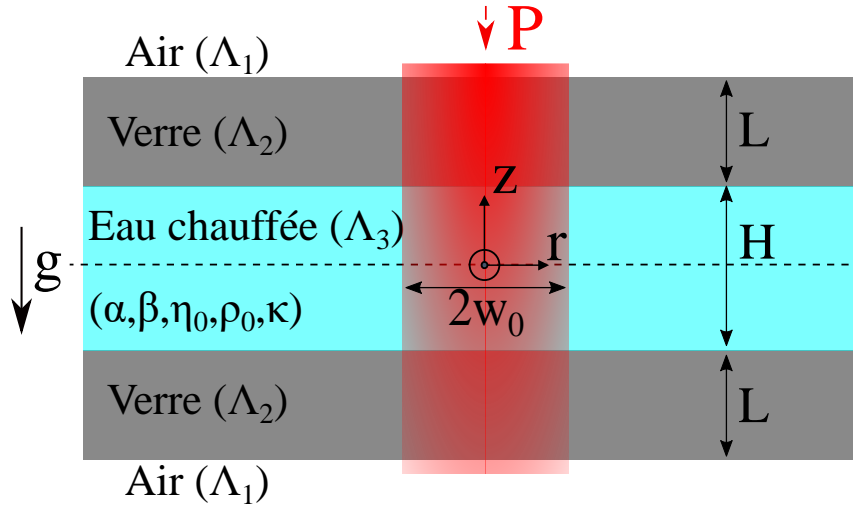 P
Air (Λ₁)
Verre (Λ₂)
L
z
Eau chauffée (Λ₃)
g
r
H
(α,β,η₀,ρ₀,κ)
2w₀
Verre (Λ₂)
L
Air (Λ₁)